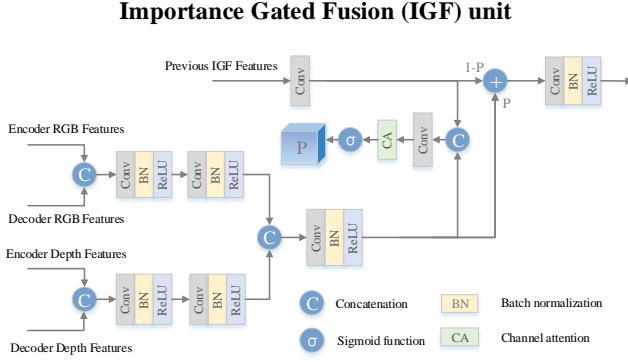 Importance Gated Fusion (IGF) unit
Previous IGF Features
Conv
1-P
+
P
Conv
BN
ReLU
Encoder RGB Features
C
Conv
BN
ReLU
Conv
BN
ReLU
Decoder RGB Features
P
σ
CA
Conv
C
C
Conv
BN
ReLU
Encoder Depth Features
C
Conv
BN
ReLU
Conv
BN
ReLU
Decoder Depth Features
C
Concatenation
BN
Batch normalization
σ
Sigmoid function
CA
Channel attention